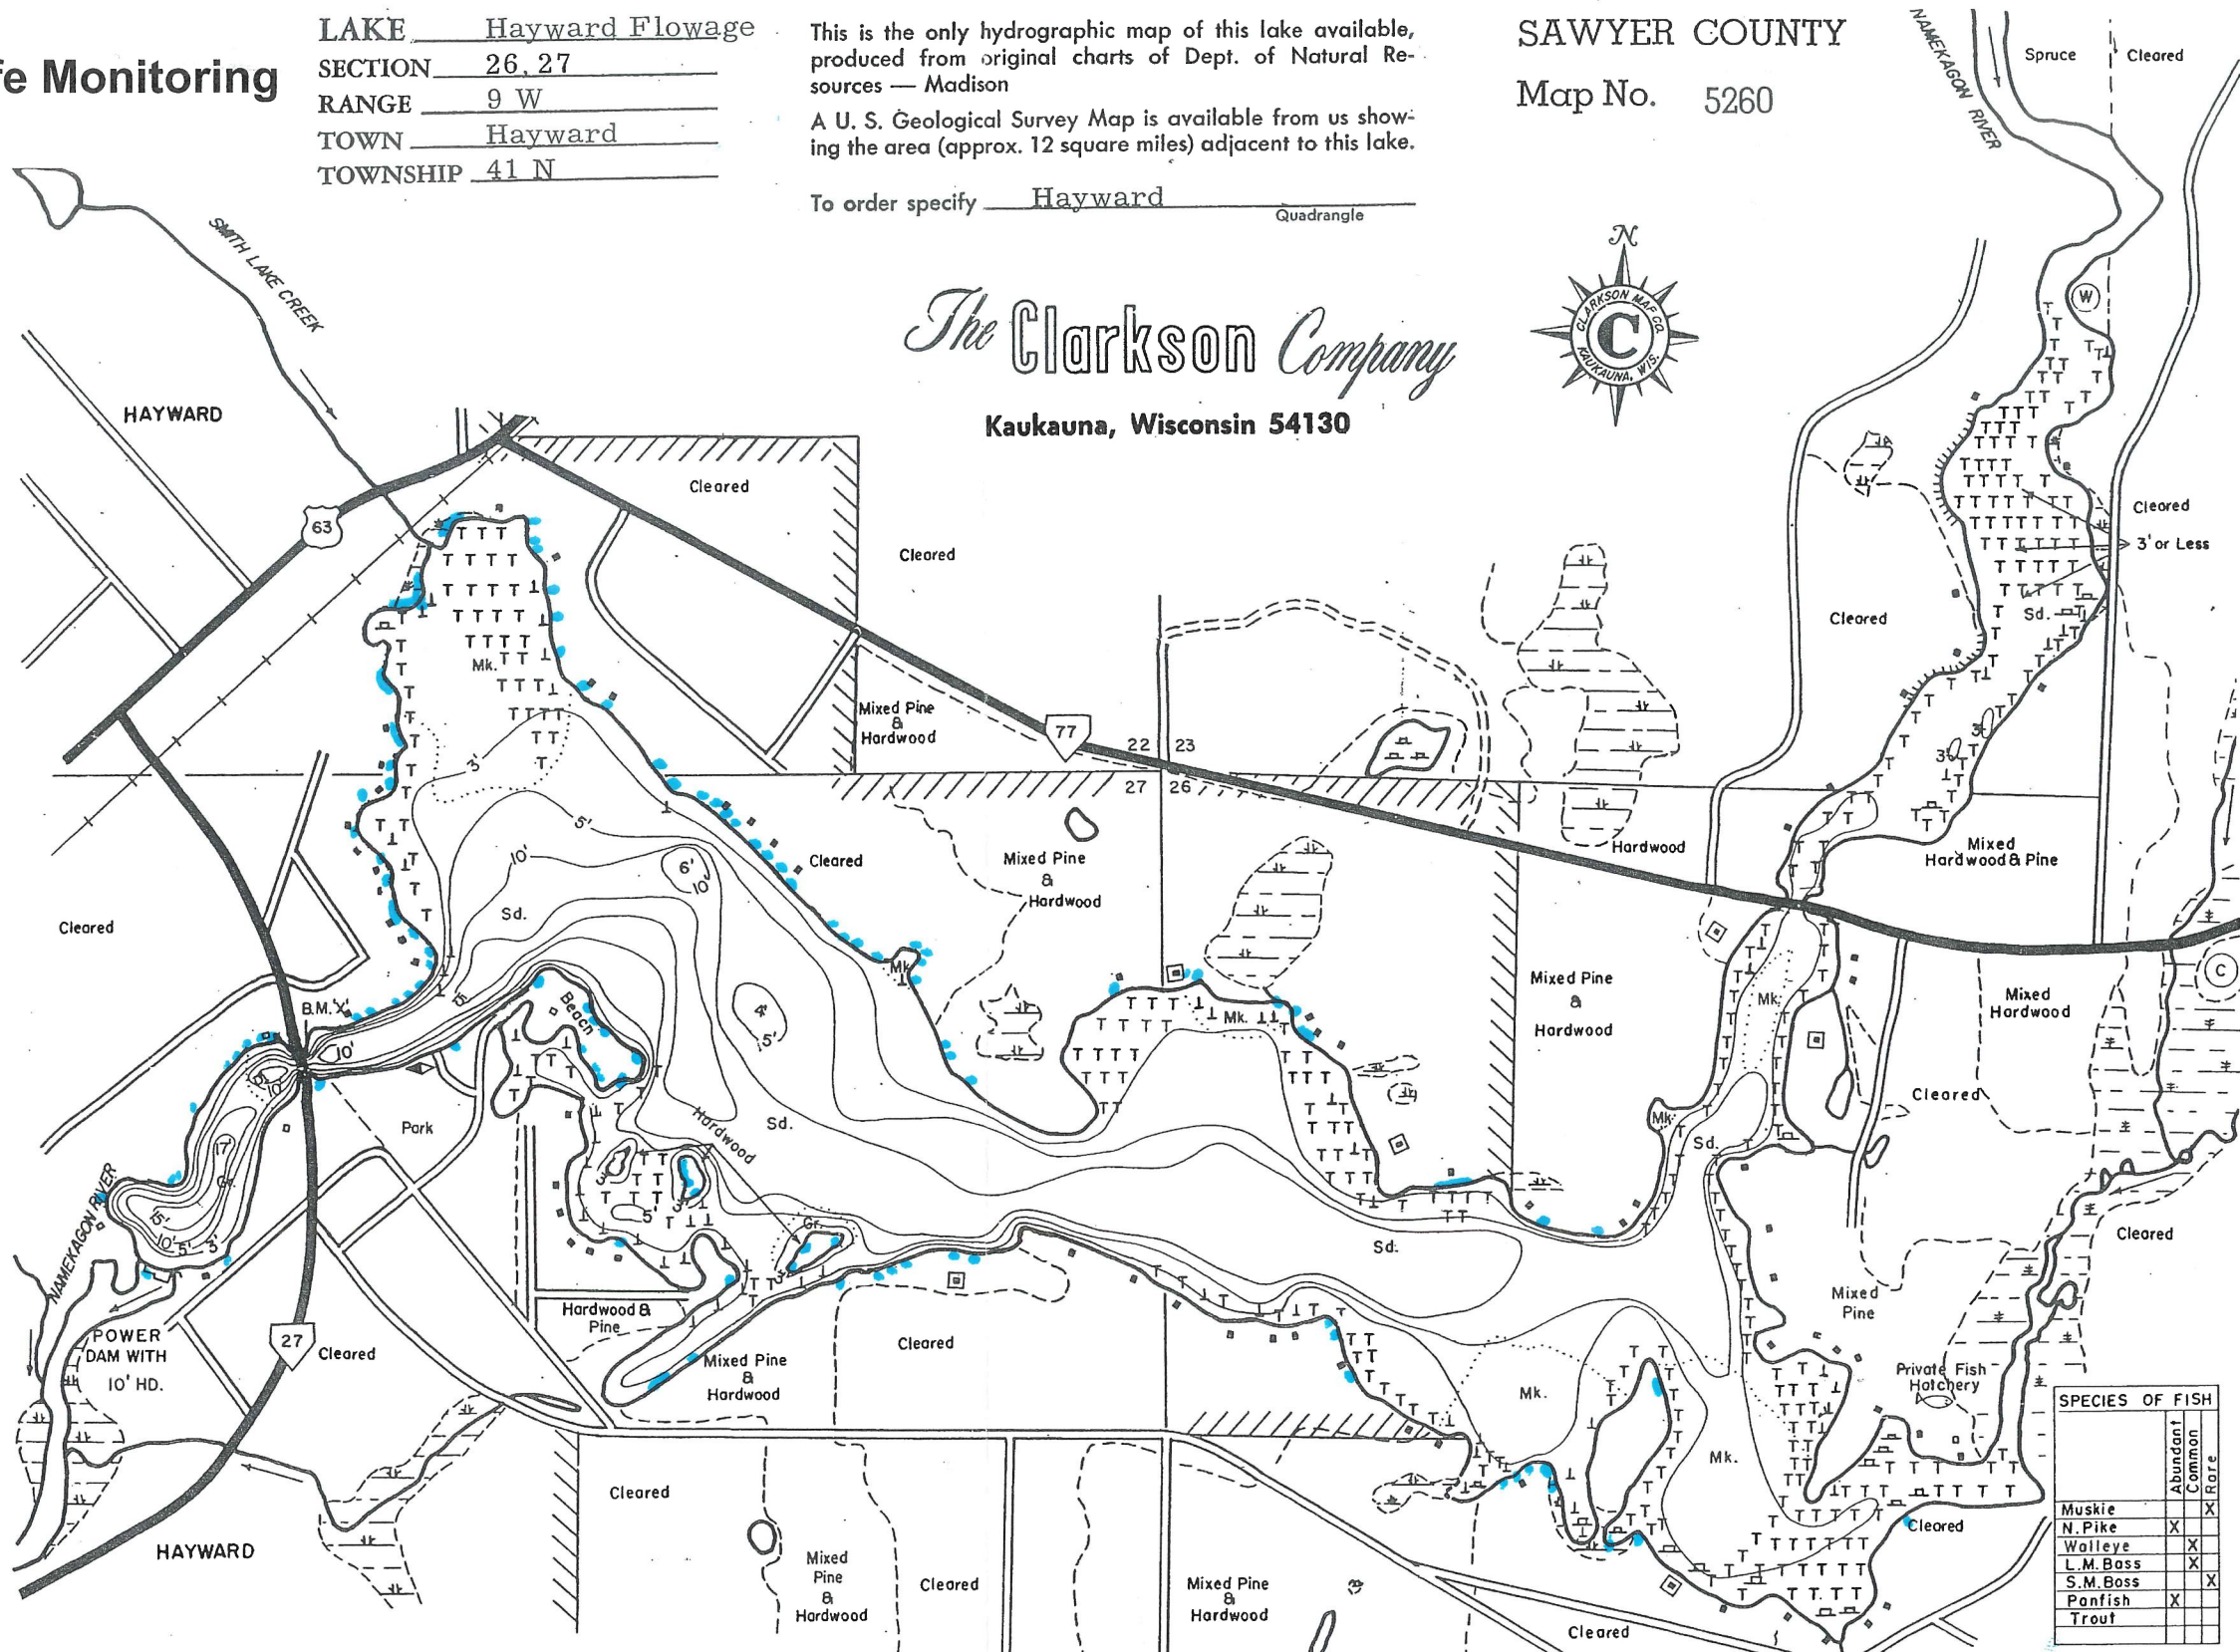 fe Monitoring
LAKE Hayward Flowage
SECTION 26, 27
RANGE 9 W
TOWN Hayward
TOWNSHIP 41 N
This is the only hydrographic map of this lake available,
produced from original charts of Dept. of Natural Re-
sources — Madison
A U. S. Geological Survey Map is available from us show-
ing the area (approx. 12 square miles) adjacent to this lake.
To order specify Hayward
Quadrangle
SAWYER COUNTY
Map No. 5260
The Clarkson Company
Kaukauna, Wisconsin 54130
N
CLARKSON MAP CO.
C
KAUKAUNA, WIS.
NAMEKAGON RIVER
Spruce
Cleared
W
SMITH LAKE CREEK
HAYWARD
63
Cleared
Cleared
Cleared
3' or Less
Sd.
Cleared
Mk.
Mixed Pine
&
Hardwood
77
22 23
27 26
3'
3'
3'
5'
10'
6'
10'
Cleared
Mixed Pine
&
Hardwood
Hardwood
Mixed
Hardwood & Pine
Cleared
Sd.
Mk.
Mixed Pine
&
Hardwood
Mk.
Mixed
Hardwood
C
B.M. X
15'
Beach
4'
5'
Mk.
10'
10'
Park
Hardwood
Sd.
Mk.
Sd.
Cleared
17'
Gr.
15'
10' 5' 3'
3'
5'
3'
Gr.
3'
Sd.
Cleared
NAMEKAGON RIVER
POWER
DAM WITH
10' HD.
27
Cleared
Hardwood &
Pine
Mixed Pine
&
Hardwood
Cleared
Mixed
Pine
Private Fish
Hatchery
Mk.
Mk.
Cleared
HAYWARD
Cleared
Mixed
Pine
&
Hardwood
Cleared
Mixed Pine
&
Hardwood
Cleared
SPECIES OF FISH
Abundant Common Rare
Muskie X
N. Pike X
Walleye X
L.M. Bass X
S.M. Bass X
Panfish X
Trout